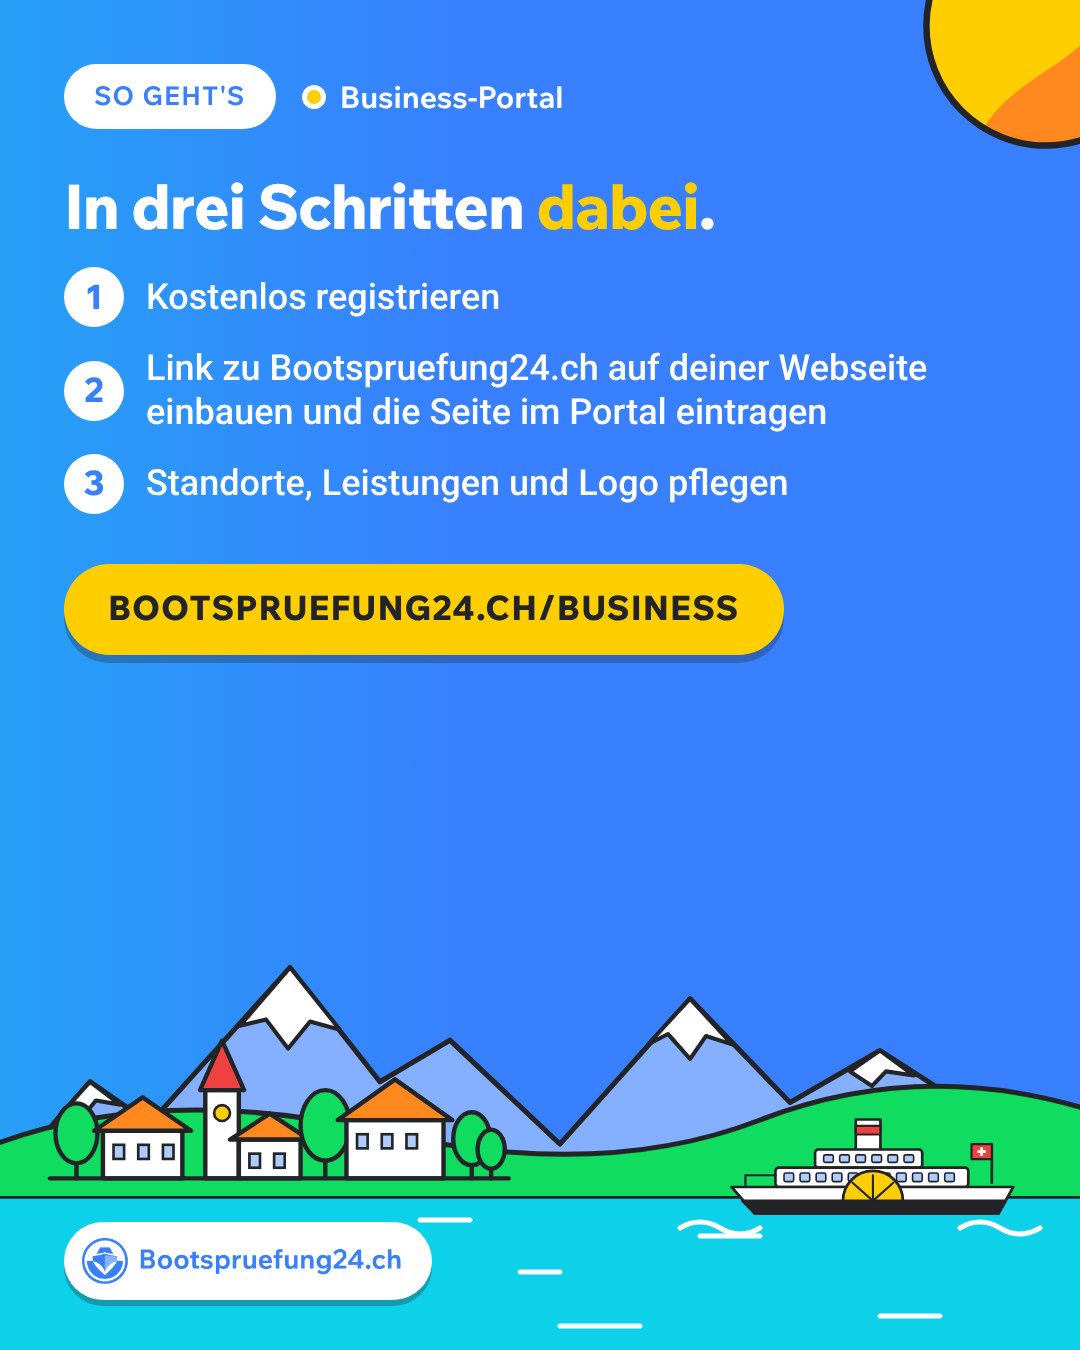 SO GEHT'S
Business-Portal
In drei Schritten dabei.
1 Kostenlos registrieren
2 Link zu Bootspruefung24.ch auf deiner Webseite
einbauen und die Seite im Portal eintragen
3 Standorte, Leistungen und Logo pflegen
BOOTSPRUEFUNG24.CH/BUSINESS
Bootspruefung24.ch